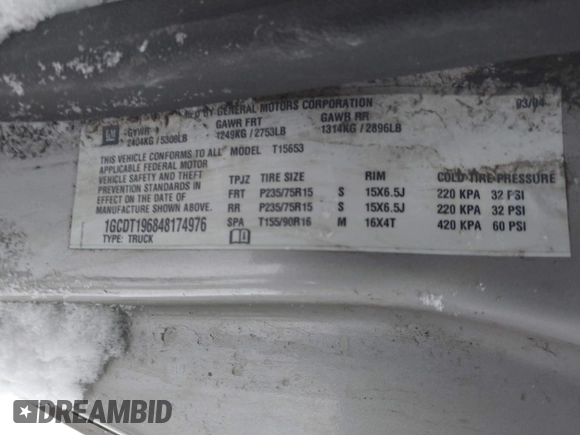 MFD BY GENERAL MOTORS CORPORATION 03/04
GM GVWR GAWR FRT GAWR RR
2404KG / 5300LB 1249KG / 2753LB 1314KG / 2896LB
THIS VEHICLE CONFORMS TO ALL MODEL T15653
APPLICABLE FEDERAL MOTOR
VEHICLE SAFETY AND THEFT
PREVENTION STANDARDS IN
EFFECT ON THE DATE OF
MANUFACTURE SHOWN ABOVE.
1GCDT196848174976
TYPE: TRUCK
TPJZ TIRE SIZE RIM COLD TIRE PRESSURE
FRT P235/75R15 S 15X6.5J 220 KPA 32 PSI
RR P235/75R15 S 15X6.5J 220 KPA 32 PSI
SPA T155/90R16 M 16X4T 420 KPA 60 PSI
DREAMBID